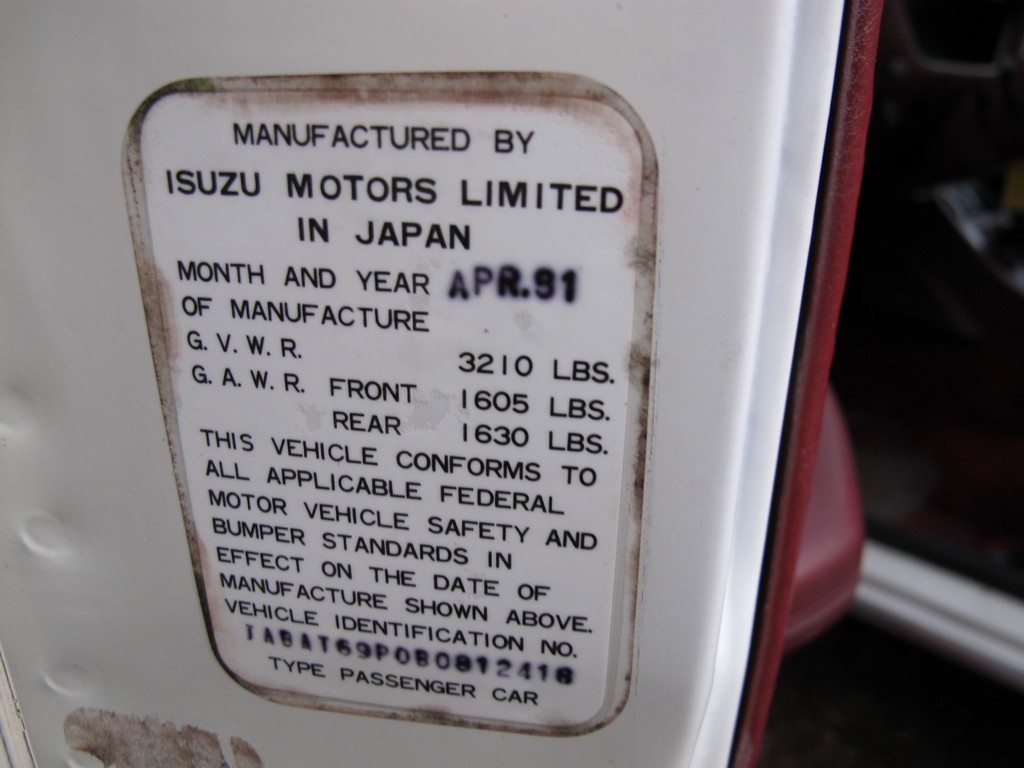 MANUFACTURED BY
ISUZU MOTORS LIMITED
IN JAPAN
MONTH AND YEAR APR.91
OF MANUFACTURE
G. V. W. R. 3210 LBS.
G. A. W. R. FRONT 1605 LBS.
REAR 1630 LBS.
THIS VEHICLE CONFORMS TO
ALL APPLICABLE FEDERAL
MOTOR VEHICLE SAFETY AND
BUMPER STANDARDS IN
EFFECT ON THE DATE OF
MANUFACTURE SHOWN ABOVE.
VEHICLE IDENTIFICATION NO.
TYPE PASSENGER CAR